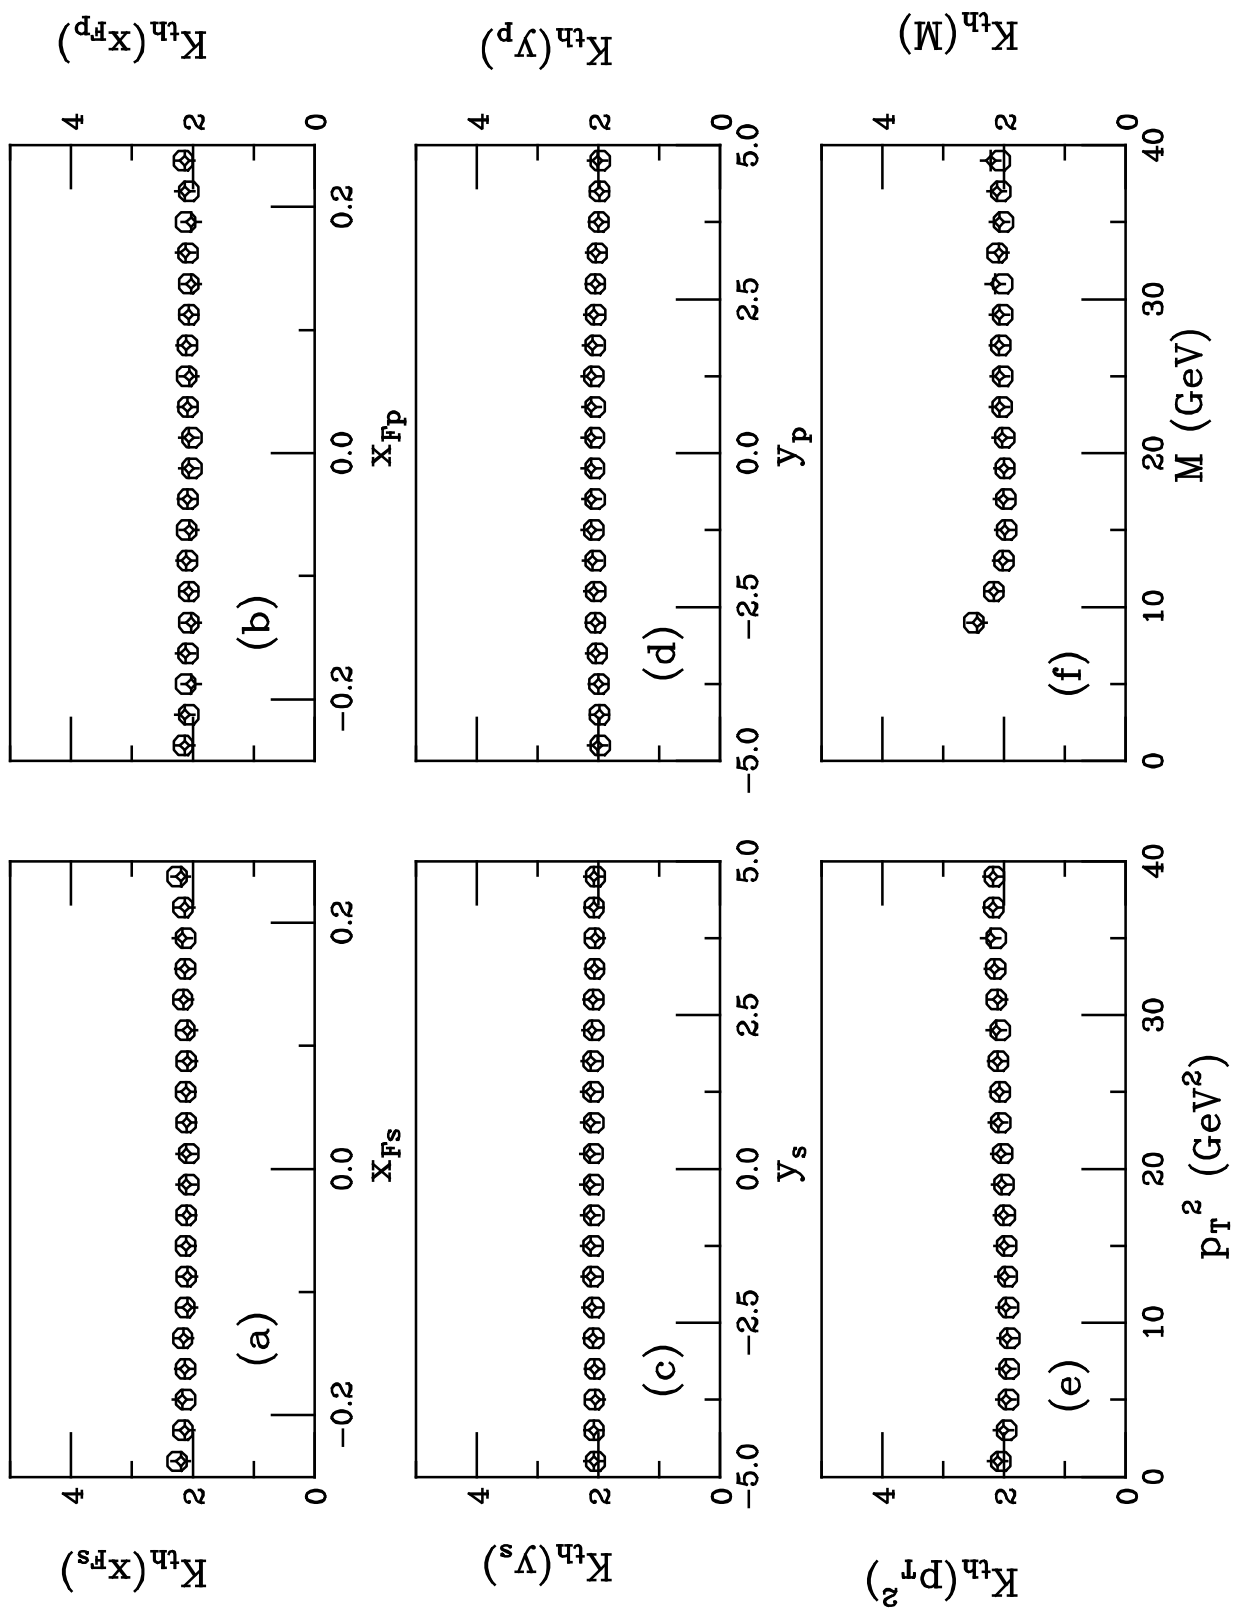 K_th(x_Fs)
4
2
0
(a)
-0.2
0.0
0.2
x_Fs
(b)
-0.2
0.0
0.2
x_Fp
4
2
0
K_th(x_Fp)
K_th(y_s)
4
2
0
(c)
-5.0
-2.5
0.0
2.5
5.0
y_s
(d)
-5.0
-2.5
0.0
2.5
5.0
y_p
4
2
0
K_th(y_p)
K_th(p_T^2)
4
2
0
(e)
0
10
20
30
40
p_T^2 (GeV^2)
(f)
0
10
20
30
40
M (GeV)
4
2
0
K_th(M)